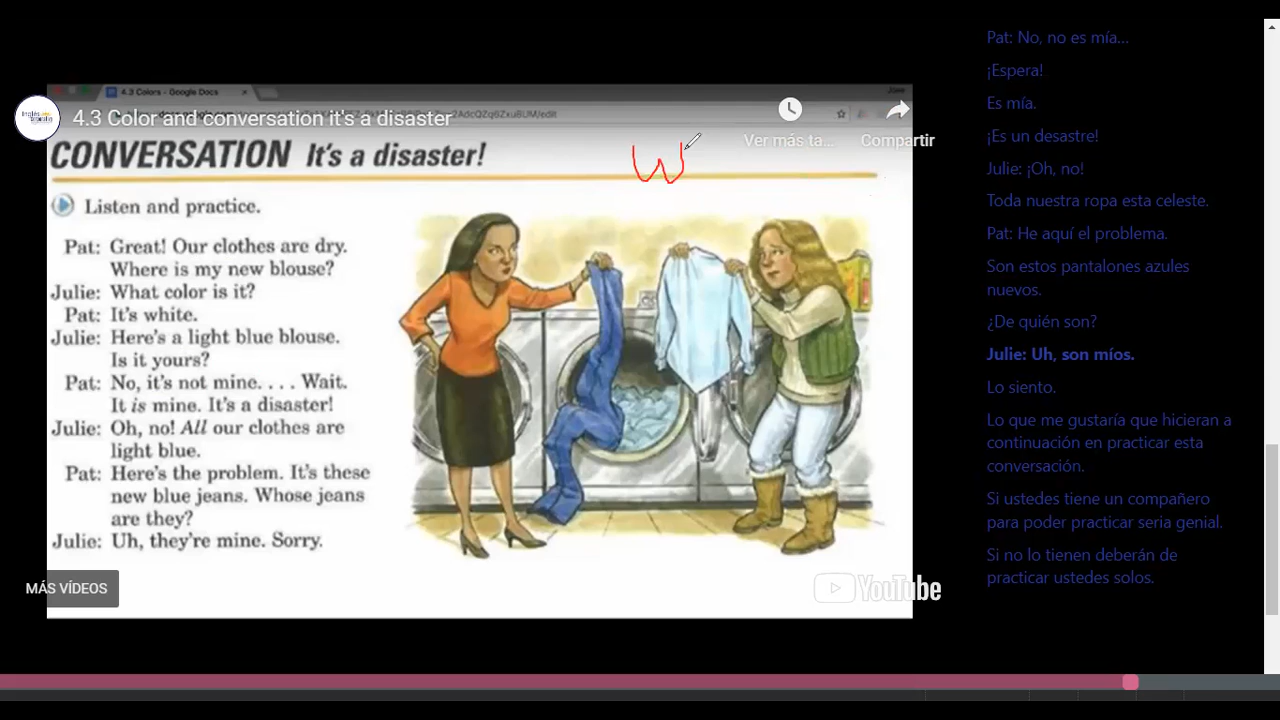 4.3 Colors - Google Docs
4.3 Color and conversation it's a disaster
Ver más ta...
Compartir
CONVERSATION It's a disaster!
W
Listen and practice.
Pat: Great! Our clothes are dry.
Where is my new blouse?
Julie: What color is it?
Pat: It's white.
Julie: Here's a light blue blouse.
Is it yours?
Pat: No, it's not mine. . . . Wait.
It is mine. It's a disaster!
Julie: Oh, no! All our clothes are
light blue.
Pat: Here's the problem. It's these
new blue jeans. Whose jeans
are they?
Julie: Uh, they're mine. Sorry.
MÁS VÍDEOS
YouTube
Pat: No, no es mía...
¡Espera!
Es mía.
¡Es un desastre!
Julie: ¡Oh, no!
Toda nuestra ropa esta celeste.
Pat: He aquí el problema.
Son estos pantalones azules
nuevos.
¿De quién son?
Julie: Uh, son míos.
Lo siento.
Lo que me gustaría que hicieran a
continuación en practicar esta
conversación.
Si ustedes tiene un compañero
para poder practicar seria genial.
Si no lo tienen deberán de
practicar ustedes solos.